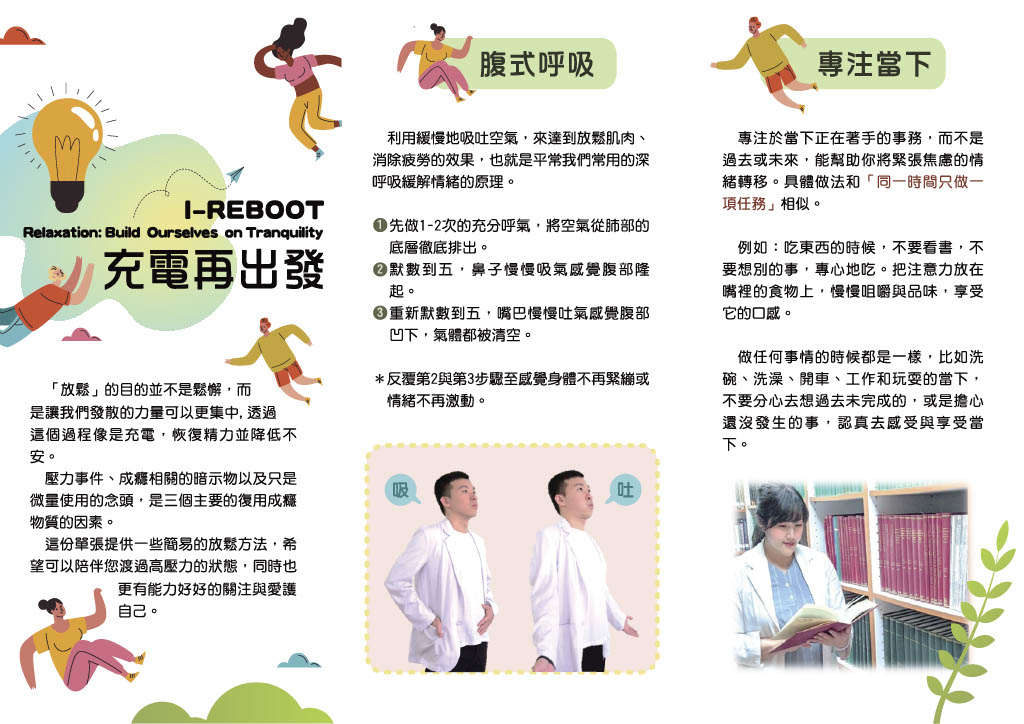 I-REBOOT
Relaxation: Build Ourselves on Tranquility
充電再出發
「放鬆」的目的並不是鬆懈，而
是讓我們發散的力量可以更集中, 透過
這個過程像是充電，恢復精力並降低不
安。
壓力事件、成癮相關的暗示物以及只是
微量使用的念頭，是三個主要的復用成癮
物質的因素。
這份單張提供一些簡易的放鬆方法，希
望可以陪伴您渡過高壓力的狀態，同時也
更有能力好好的關注與愛護
自己。
腹式呼吸
利用緩慢地吸吐空氣，來達到放鬆肌肉、
消除疲勞的效果，也就是平常我們常用的深
呼吸緩解情緒的原理。
❶先做1-2次的充分呼氣，將空氣從肺部的
底層徹底排出。
❷默數到五，鼻子慢慢吸氣感覺腹部隆
起。
❸重新默數到五，嘴巴慢慢吐氣感覺腹部
凹下，氣體都被清空。
＊反覆第2與第3步驟至感覺身體不再緊繃或
情緒不再激動。
吸
吐
專注當下
專注於當下正在著手的事務，而不是
過去或未來，能幫助你將緊張焦慮的情
緒轉移。具體做法和「同一時間只做一
項任務」相似。
例如：吃東西的時候，不要看書，不
要想別的事，專心地吃。把注意力放在
嘴裡的食物上，慢慢咀嚼與品味，享受
它的口感。
做任何事情的時候都是一樣，比如洗
碗、洗澡、開車、工作和玩耍的當下，
不要分心去想過去未完成的，或是擔心
還沒發生的事，認真去感受與享受當
下。